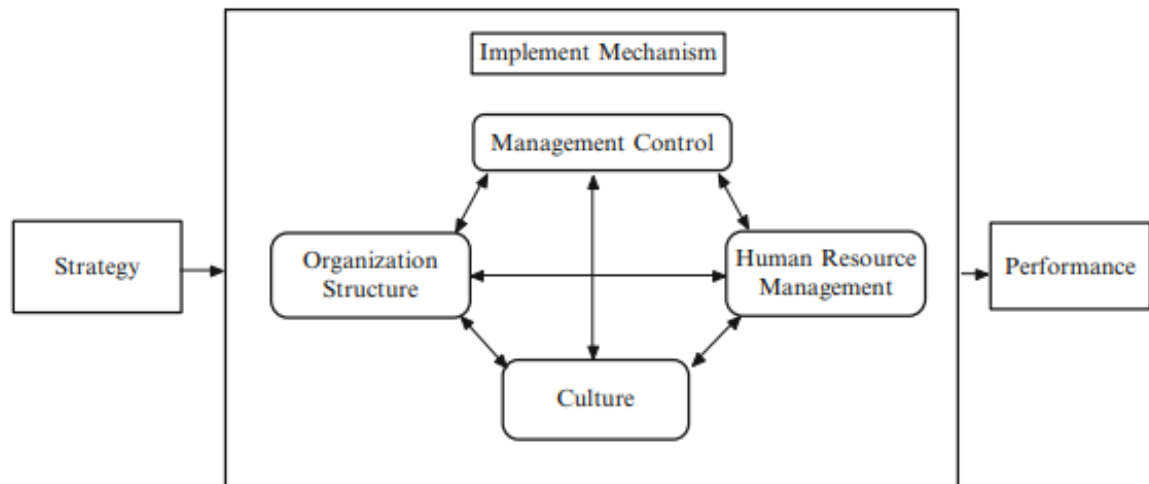 Implement Mechanism
Management Control
Strategy
Organization
Structure
Human Resource
Management
Performance
Culture